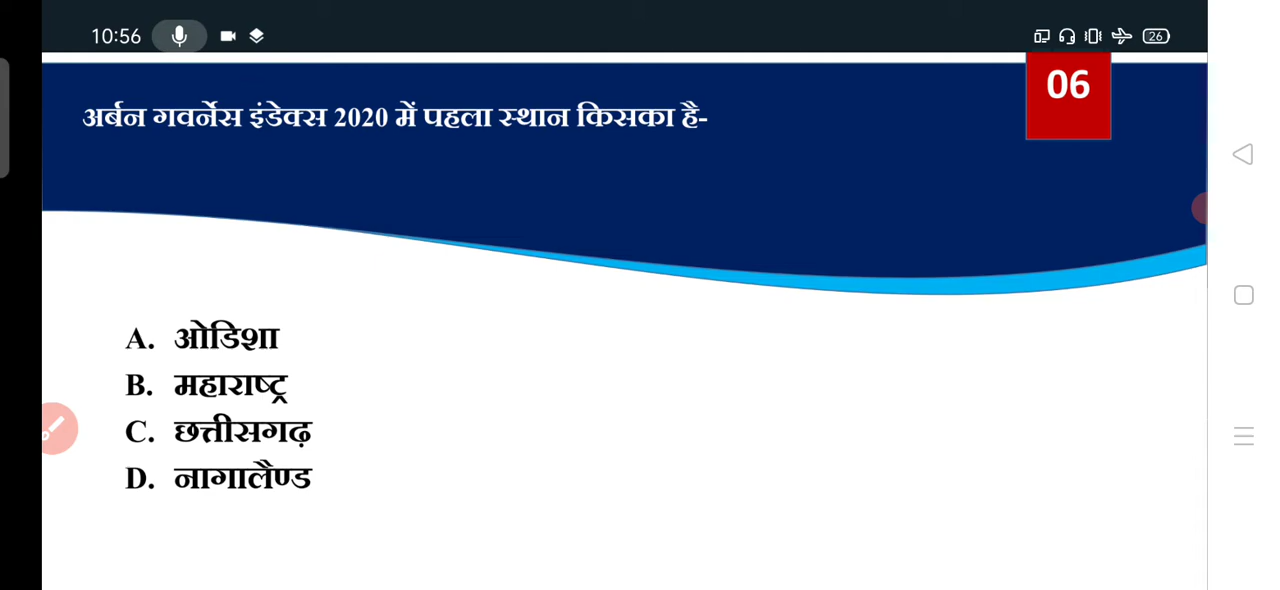 10:56
26
06
अर्बन गवर्नेस इंडेक्स 2020 में पहला स्थान किसका है-
A. ओडिशा
B. महाराष्ट्र
C. छत्तीसगढ़
D. नागालैण्ड